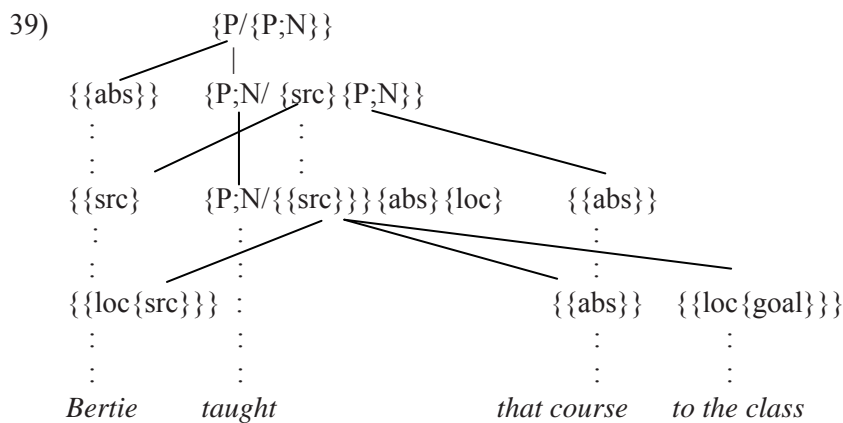 39) {P/{P;N}}
{{abs}} {P;N/ {src}{P;N}}
{{src} {P;N/{{src}}}{abs}{loc} {{abs}}
{{loc{src}}} {{abs}} {{loc{goal}}}
Bertie taught that course to the class